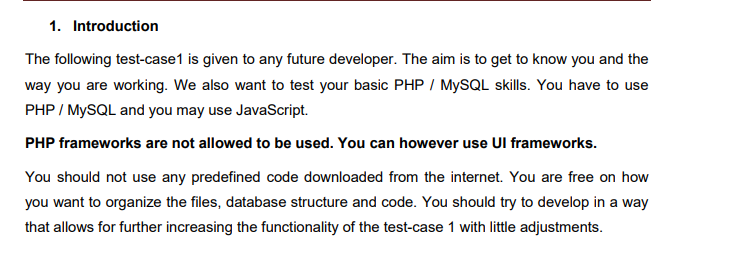 1. Introduction
The following test-case1 is given to any future developer. The aim is to get to know you and the
way you are working. We also want to test your basic PHP / MySQL skills. You have to use
PHP / MySQL and you may use JavaScript.
PHP frameworks are not allowed to be used. You can however use UI frameworks.
You should not use any predefined code downloaded from the internet. You are free on how
you want to organize the files, database structure and code. You should try to develop in a way
that allows for further increasing the functionality of the test-case 1 with little adjustments.